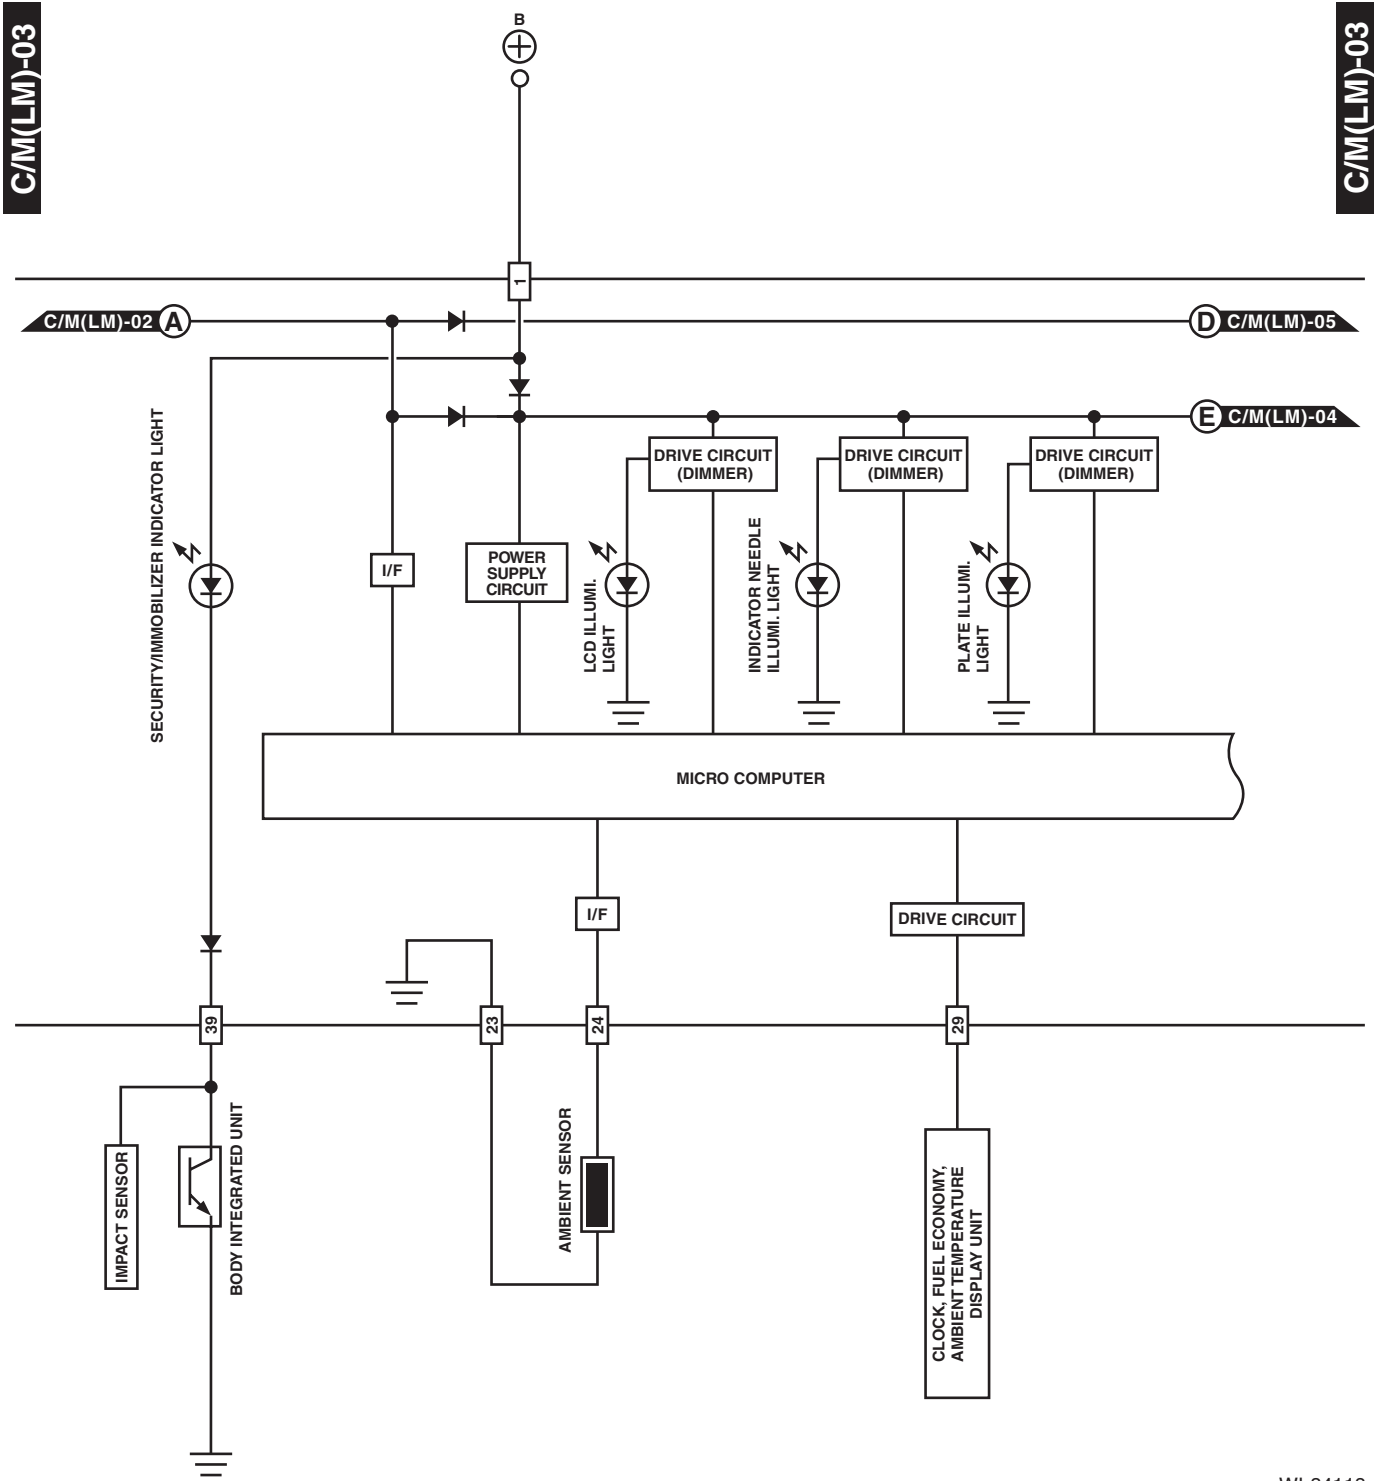 C/M(LM)-03
C/M(LM)-03
B
1
C/M(LM)-02 A
D C/M(LM)-05
E C/M(LM)-04
SECURITY/IMMOBILIZER INDICATOR LIGHT
I/F
POWER
SUPPLY
CIRCUIT
LCD ILLUMI.
LIGHT
DRIVE CIRCUIT
(DIMMER)
INDICATOR NEEDLE
ILLUMI. LIGHT
DRIVE CIRCUIT
(DIMMER)
PLATE ILLUMI.
LIGHT
DRIVE CIRCUIT
(DIMMER)
MICRO COMPUTER
I/F
DRIVE CIRCUIT
39
23
24
29
IMPACT SENSOR
BODY INTEGRATED UNIT
AMBIENT SENSOR
CLOCK, FUEL ECONOMY,
AMBIENT TEMPERATURE
DISPLAY UNIT